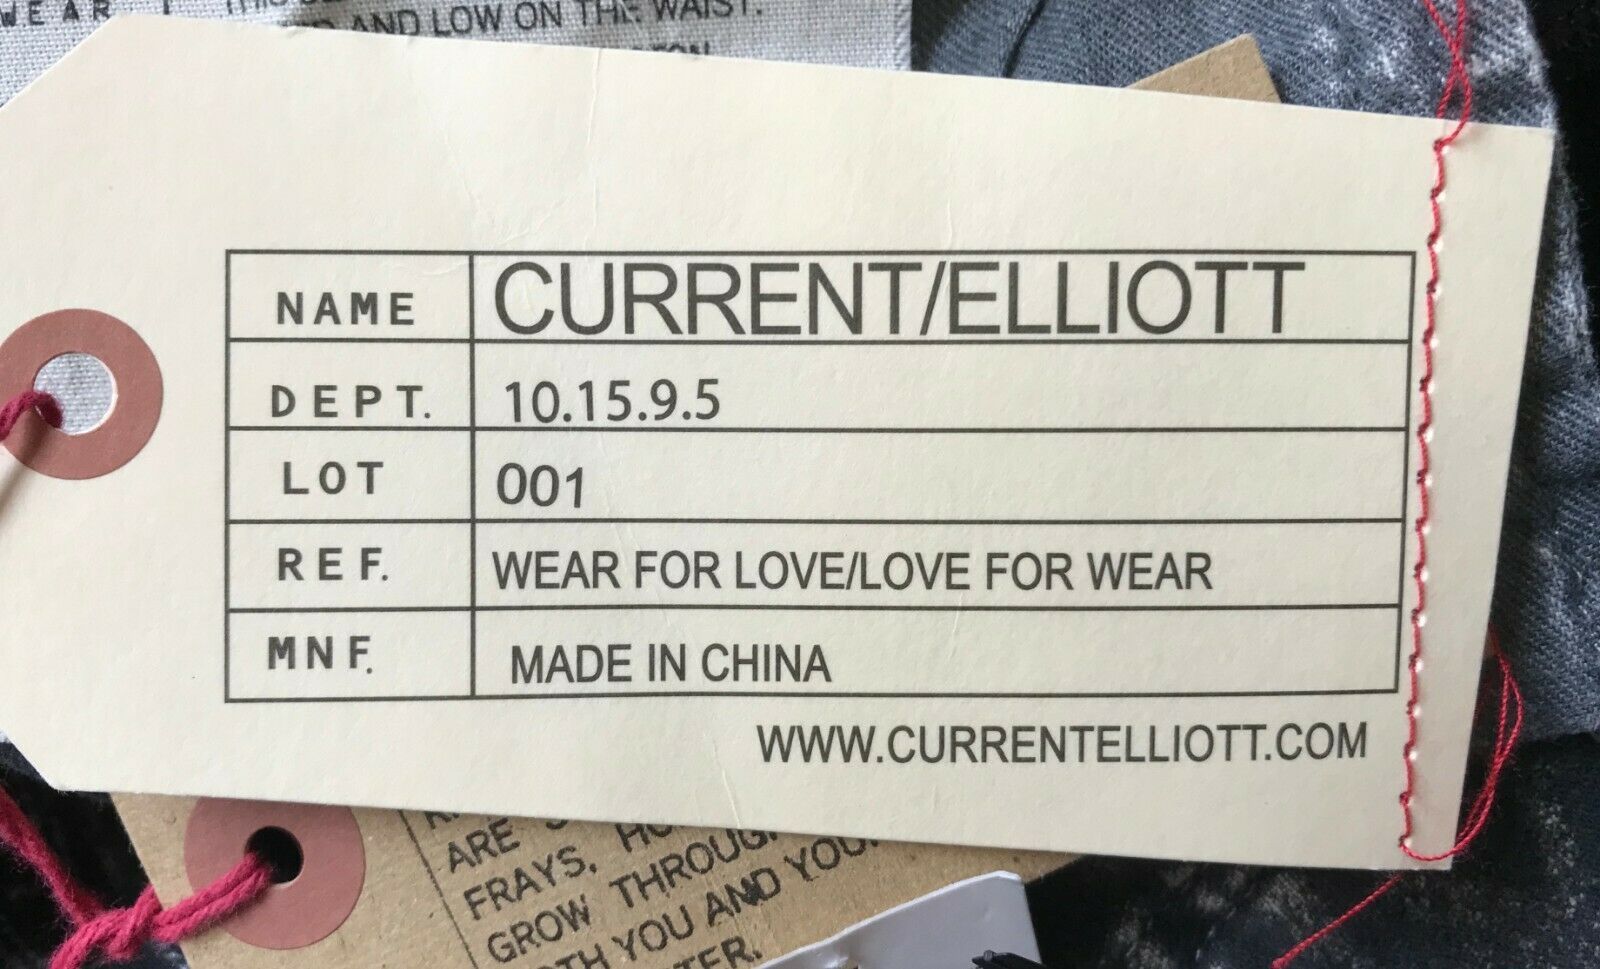 WEAR
AND LOW ON THE WAIST.
NAME CURRENT/ELLIOTT
DEPT. 10.15.9.5
LOT 001
REF. WEAR FOR LOVE/LOVE FOR WEAR
MNF. MADE IN CHINA
WWW.CURRENTELLIOTT.COM
ARE
FRAYS.
GROW THROUGH
YOU AND YOU